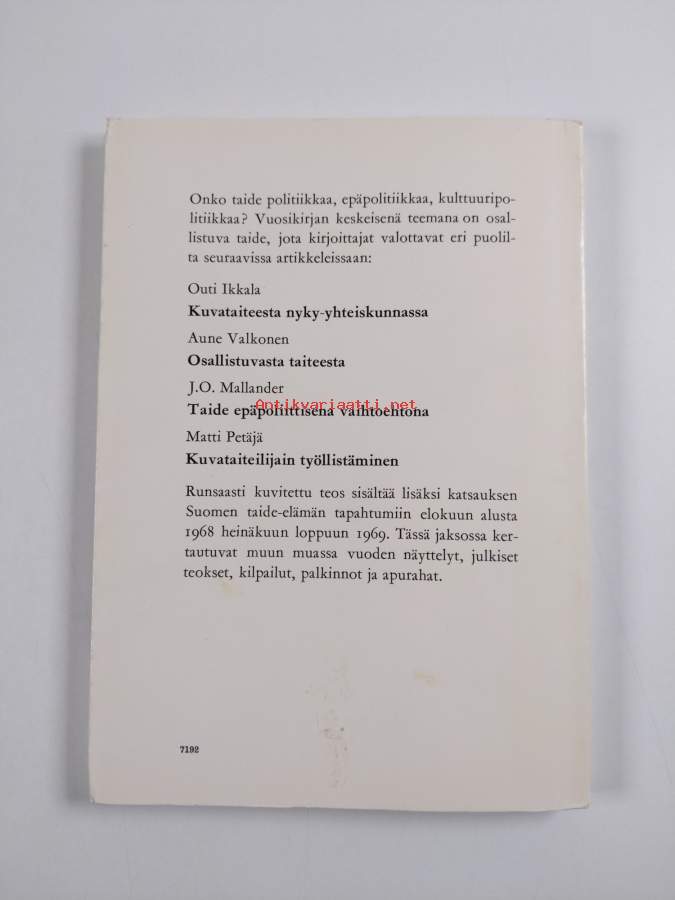 Onko taide politiikkaa, epäpolitiikkaa, kulttuuripo-
litiikkaa? Vuosikirjan keskeisenä teemana on osal-
listuva taide, jota kirjoittajat valottavat eri puolil-
ta seuraavissa artikkeleissaan:
Outi Ikkala
Kuvataiteesta nyky-yhteiskunnassa
Aune Valkonen
Osallistuvasta taiteesta
J.O. Mallander
Antikvariaatti.net
Taide epäpoliittisena vaihtoehtona
Matti Petäjä
Kuvataiteilijain työllistäminen
Runsaasti kuvitettu teos sisältää lisäksi katsauksen
Suomen taide-elämän tapahtumiin elokuun alusta
1968 heinäkuun loppuun 1969. Tässä jaksossa ker-
tautuvat muun muassa vuoden näyttelyt, julkiset
teokset, kilpailut, palkinnot ja apurahat.
7192